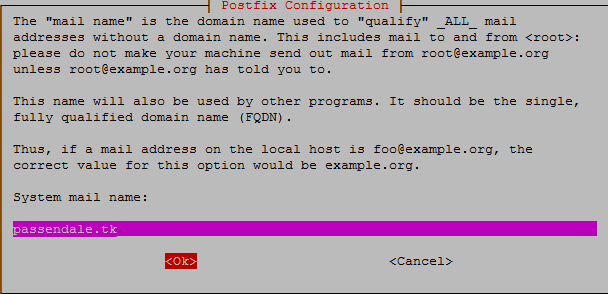 Postfix Configuration
The "mail name" is the domain name used to "qualify" _ALL_ mail
addresses without a domain name. This includes mail to and from <root>:
please do not make your machine send out mail from root@example.org
unless root@example.org has told you to.
This name will also be used by other programs. It should be the single,
fully qualified domain name (FQDN).
Thus, if a mail address on the local host is foo@example.org, the
correct value for this option would be example.org.
System mail name:
passendale.tk
<Ok> <Cancel>